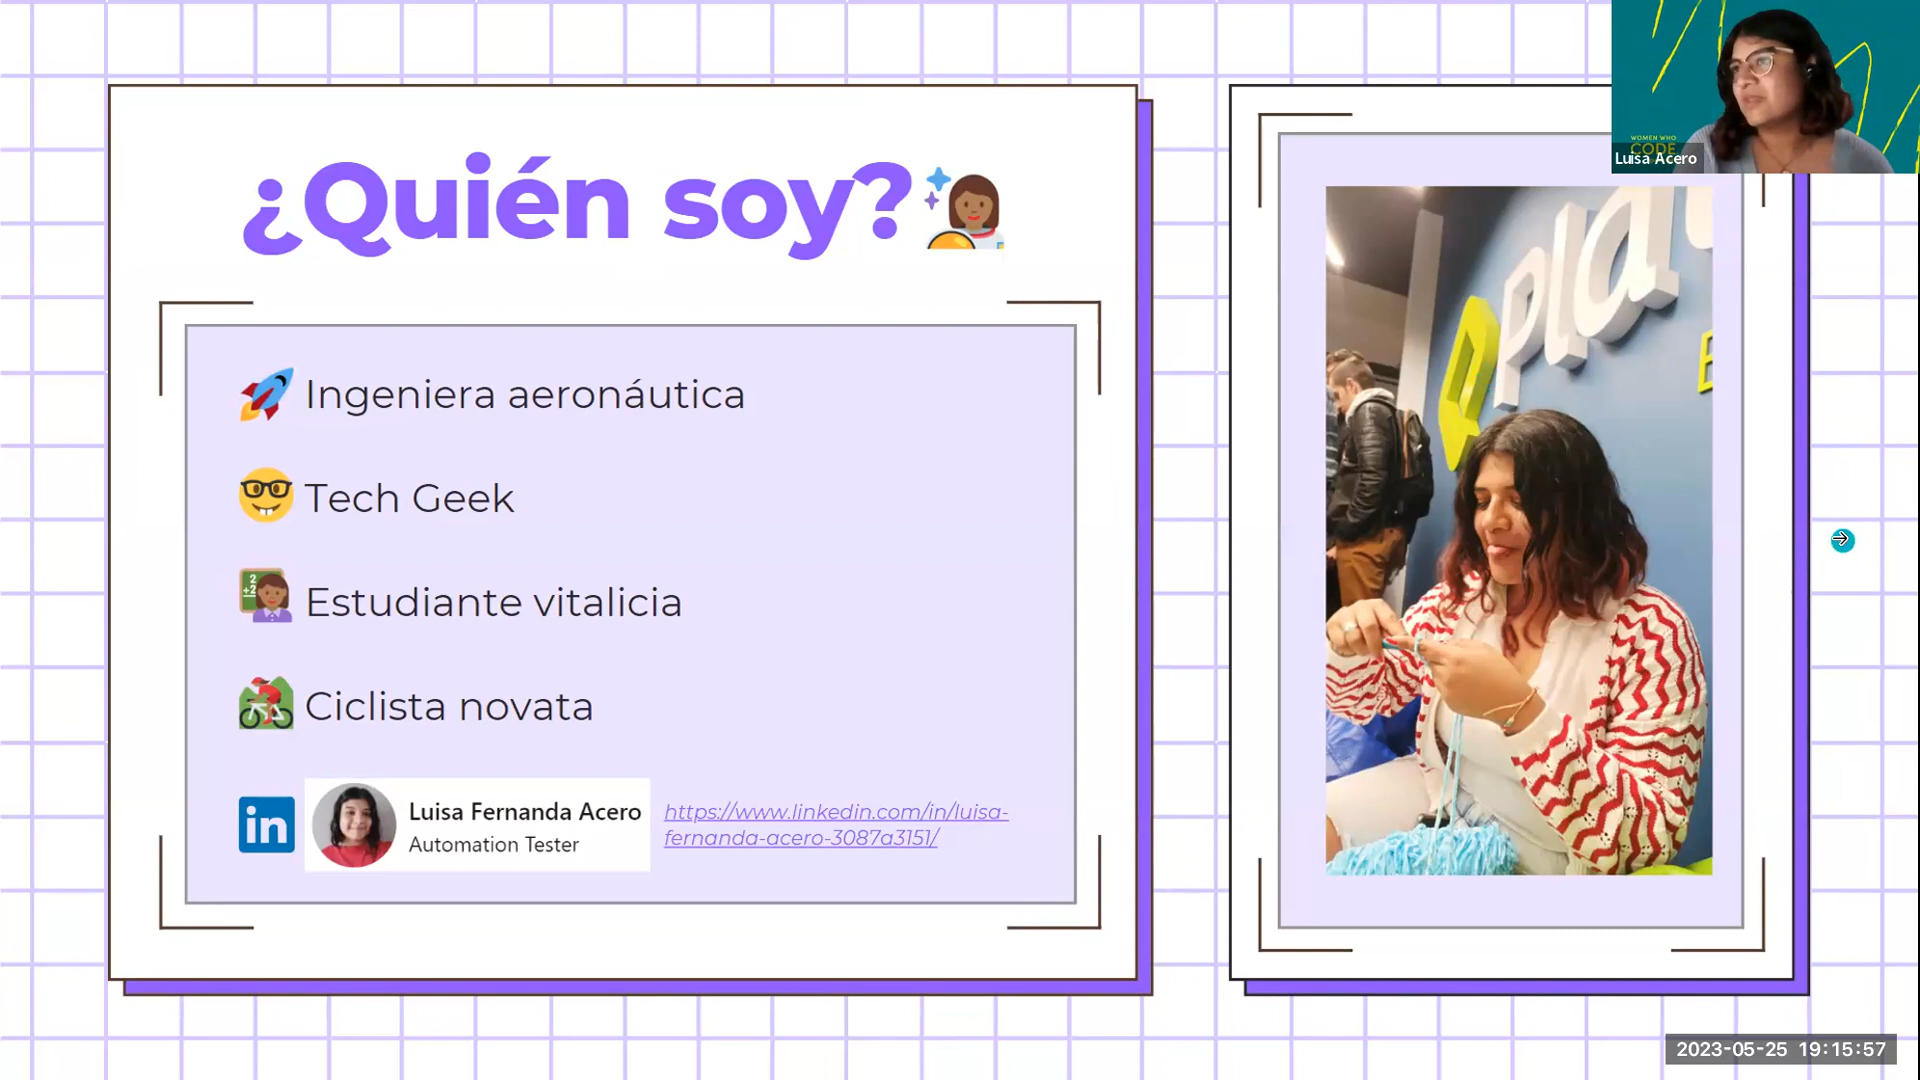 ¿Quién soy?
Ingeniera aeronáutica
Tech Geek
Estudiante vitalicia
Ciclista novata
Luisa Fernanda Acero
Automation Tester
https://www.linkedin.com/in/luisa-
fernanda-acero-3087a3151/
WOMEN WHO
CODE
Luisa Acero
2023-05-25 19:15:57